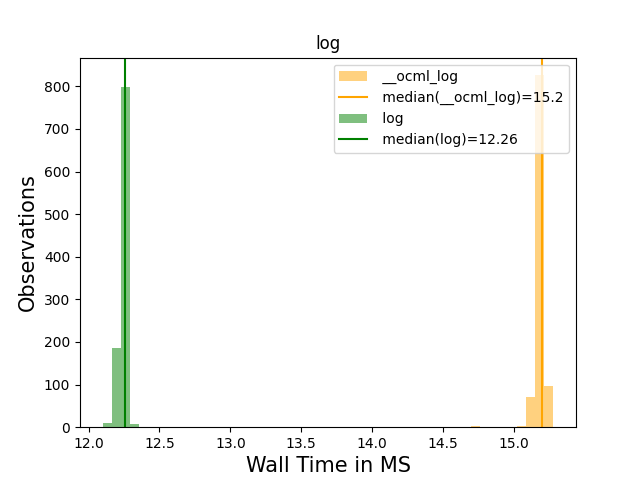 log
__ocml_log
median(__ocml_log)=15.2
log
median(log)=12.26
Observations
800
700
600
500
400
300
200
100
0
12.0 12.5 13.0 13.5 14.0 14.5 15.0
Wall Time in MS